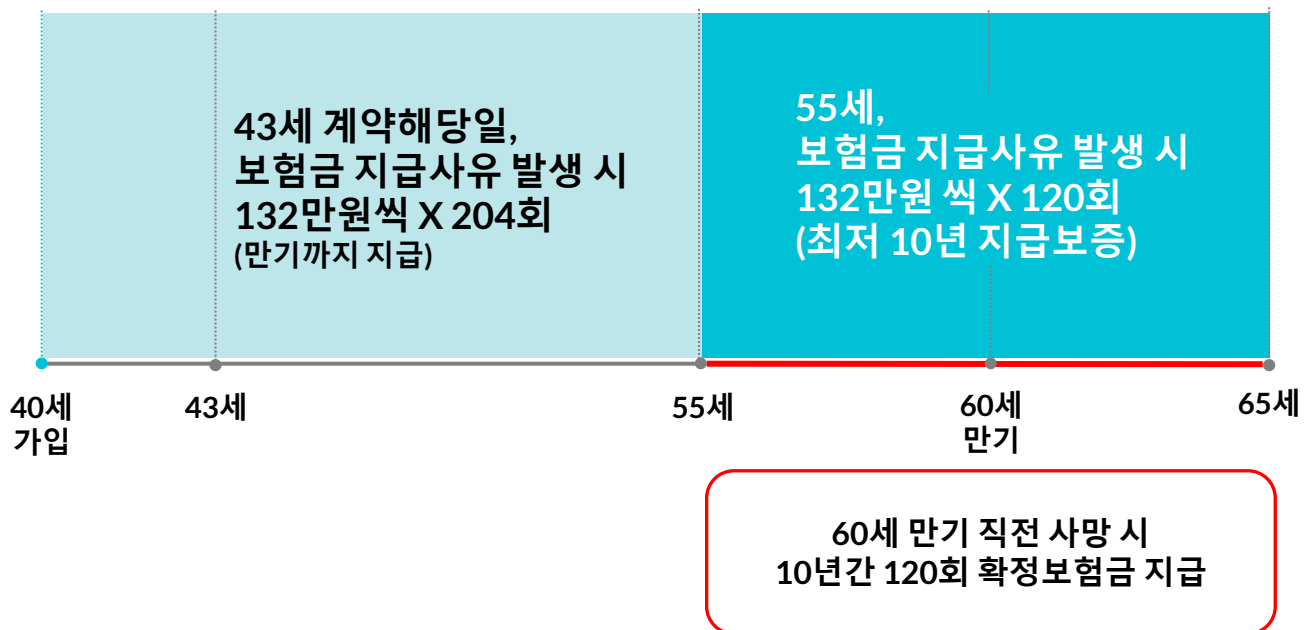 43세 계약해당일,
보험금 지급사유 발생 시
132만원씩 X 204회
(만기까지 지급)
55세,
보험금 지급사유 발생 시
132만원 씩 X 120회
(최저 10년 지급보증)
40세
가입
43세
55세
60세
만기
65세
60세 만기 직전 사망 시
10년간 120회 확정보험금 지급